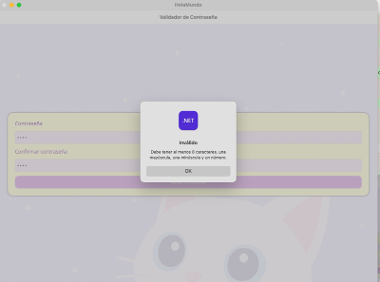 HolaMundo
Validador de Contraseña
Contraseña
Confirmar contraseña
.NET
Inválido
Debe tener al menos 8 caracteres, una
mayúscula, una minúscula y un número.
OK